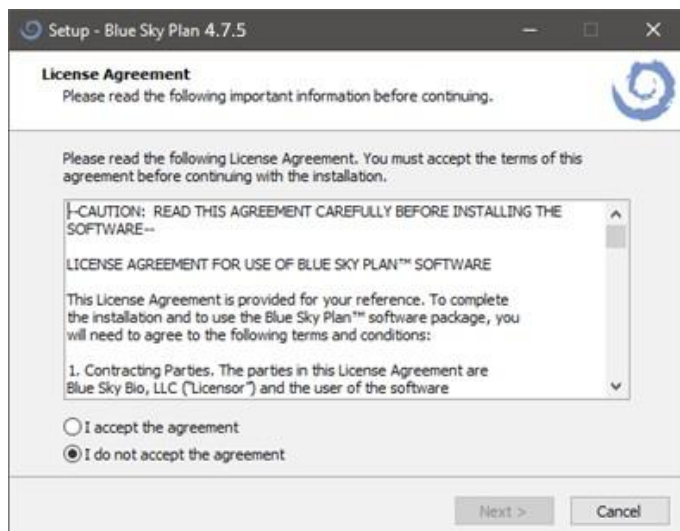 Setup - Blue Sky Plan 4.7.5
License Agreement
Please read the following important information before continuing.
Please read the following License Agreement. You must accept the terms of this
agreement before continuing with the installation.
--CAUTION:  READ THIS AGREEMENT CAREFULLY BEFORE INSTALLING THE
SOFTWARE--
LICENSE AGREEMENT FOR USE OF BLUE SKY PLAN™ SOFTWARE
This License Agreement is provided for your reference. To complete
the installation and to use the Blue Sky Plan™ software package, you
will need to agree to the following terms and conditions:
1. Contracting Parties. The parties in this License Agreement are
Blue Sky Bio, LLC ("Licensor") and the user of the software
I accept the agreement
I do not accept the agreement
Next >
Cancel